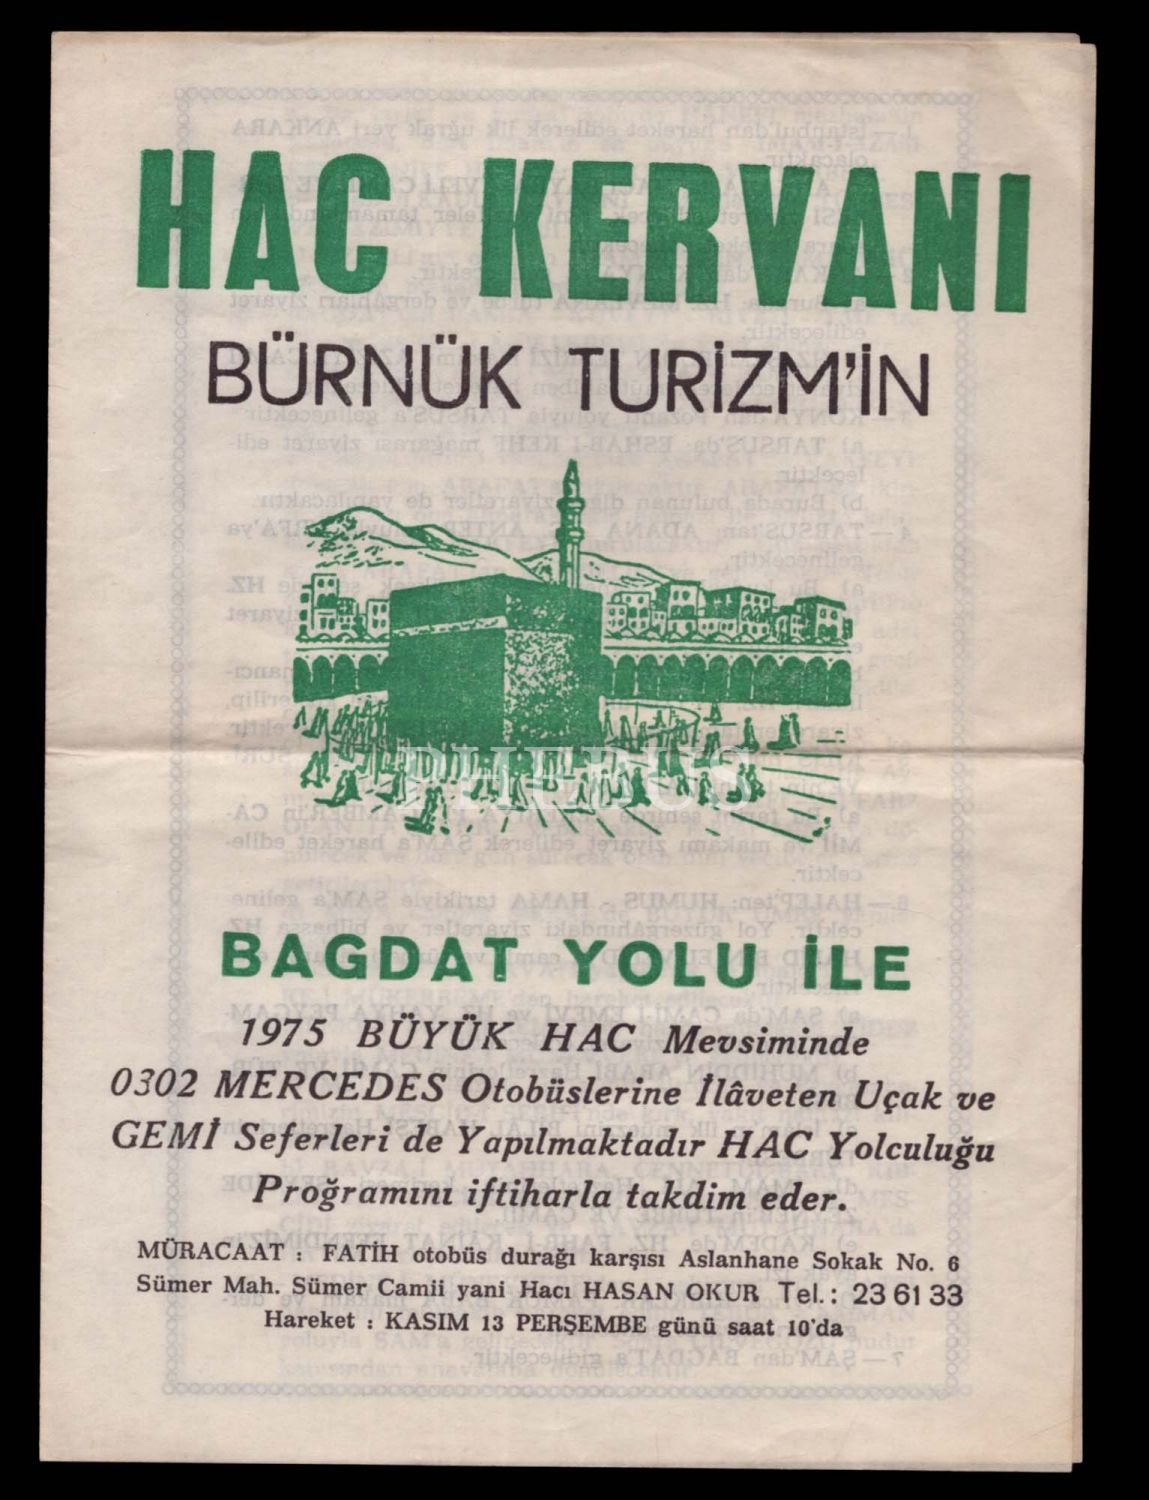 HAC KERVANI
BÜRNÜK TURİZM'İN
PHEBUS
BAGDAT YOLU İLE
1975 BÜYÜK HAC Mevsiminde
0302 MERCEDES Otobüslerine İlâveten Uçak ve
GEMİ Seferleri de Yapılmaktadır HAC Yolculuğu
Proğramını iftiharla takdim eder.
MÜRACAAT : FATİH otobüs durağı karşısı Aslanhane Sokak No. 6
Sümer Mah. Sümer Camii yani Hacı HASAN OKUR Tel.: 23 61 33
Hareket : KASIM 13 PERŞEMBE günü saat 10'da